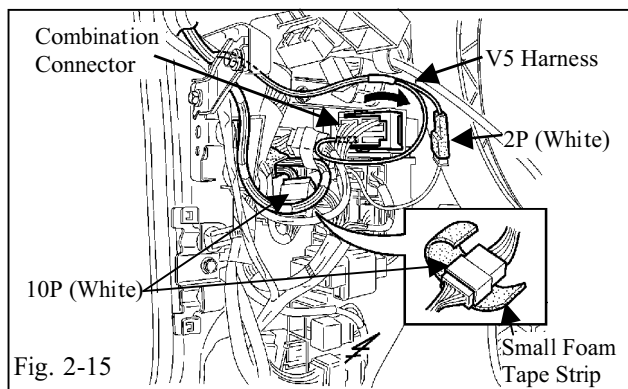 Combination
Connector
V5 Harness
2P (White)
10P (White)
Small Foam
Tape Strip
Fig. 2-15